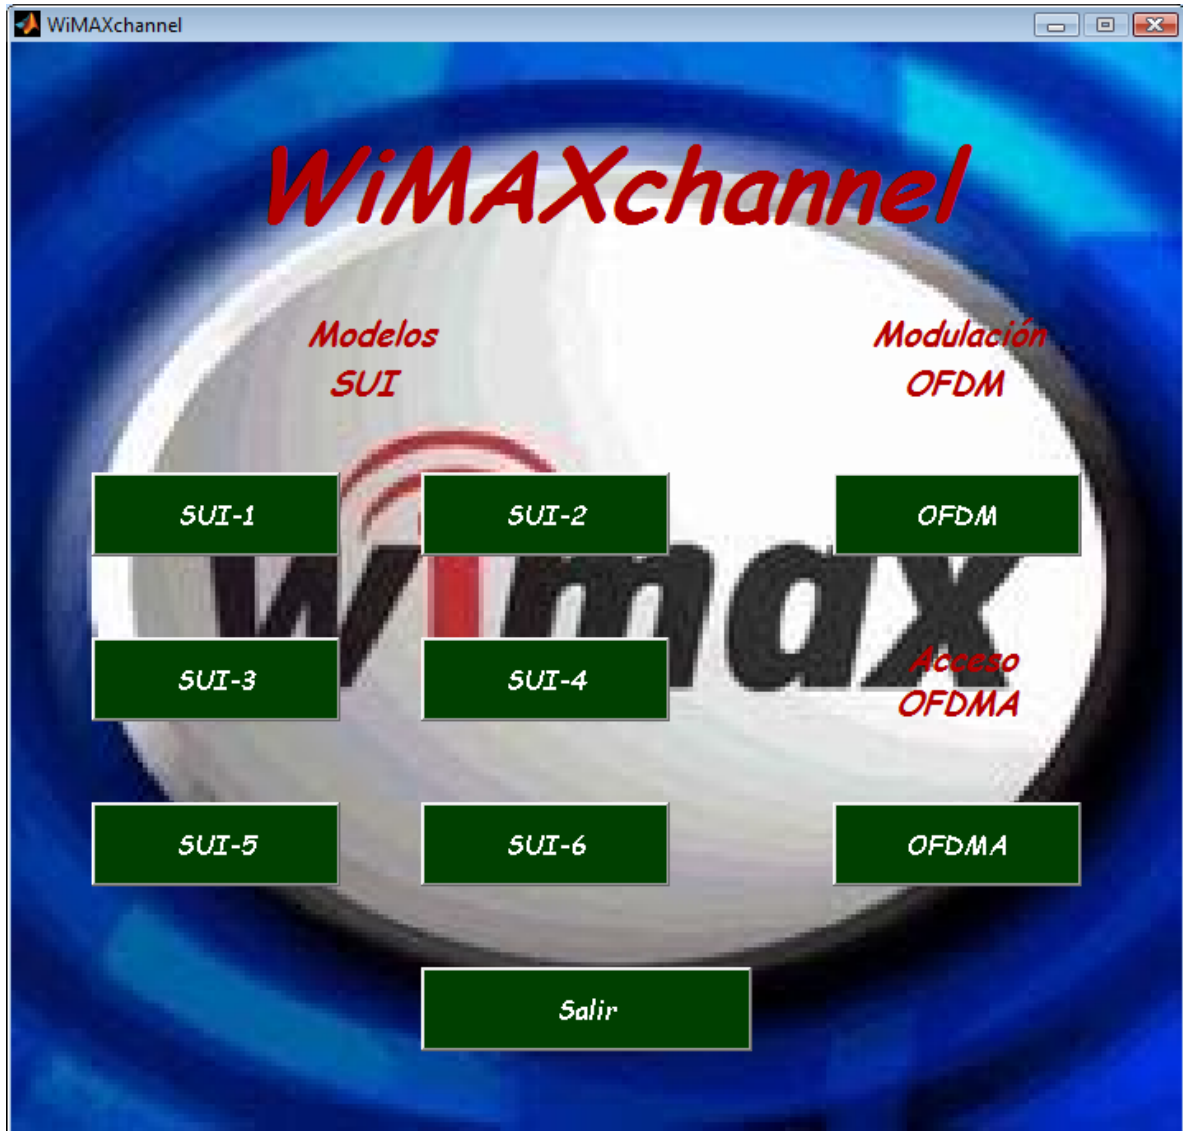 WiMAXchannel
WiMAXchannel
Modelos
SUI
Modulación
OFDM
SUI-1
SUI-2
OFDM
wimax
SUI-3
SUI-4
Acceso
OFDMA
SUI-5
SUI-6
OFDMA
Salir